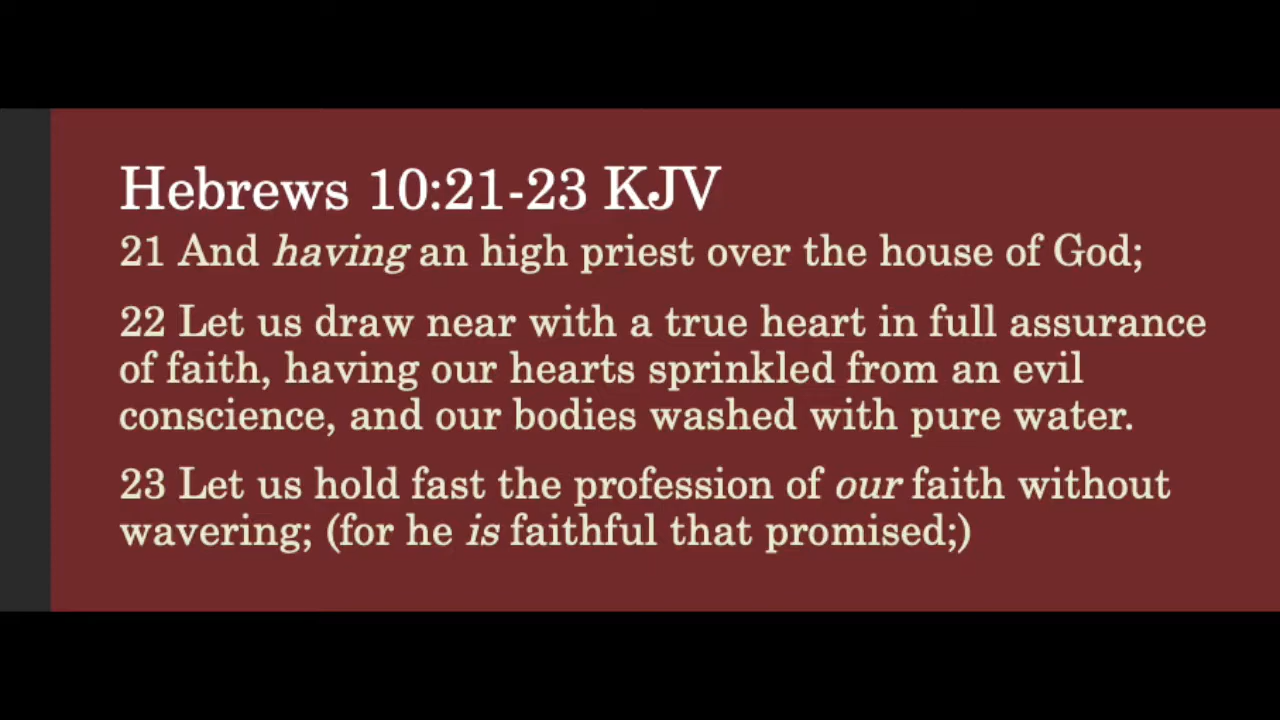 Hebrews 10:21-23 KJV
21 And having an high priest over the house of God;
22 Let us draw near with a true heart in full assurance
of faith, having our hearts sprinkled from an evil
conscience, and our bodies washed with pure water.
23 Let us hold fast the profession of our faith without
wavering; (for he is faithful that promised;)